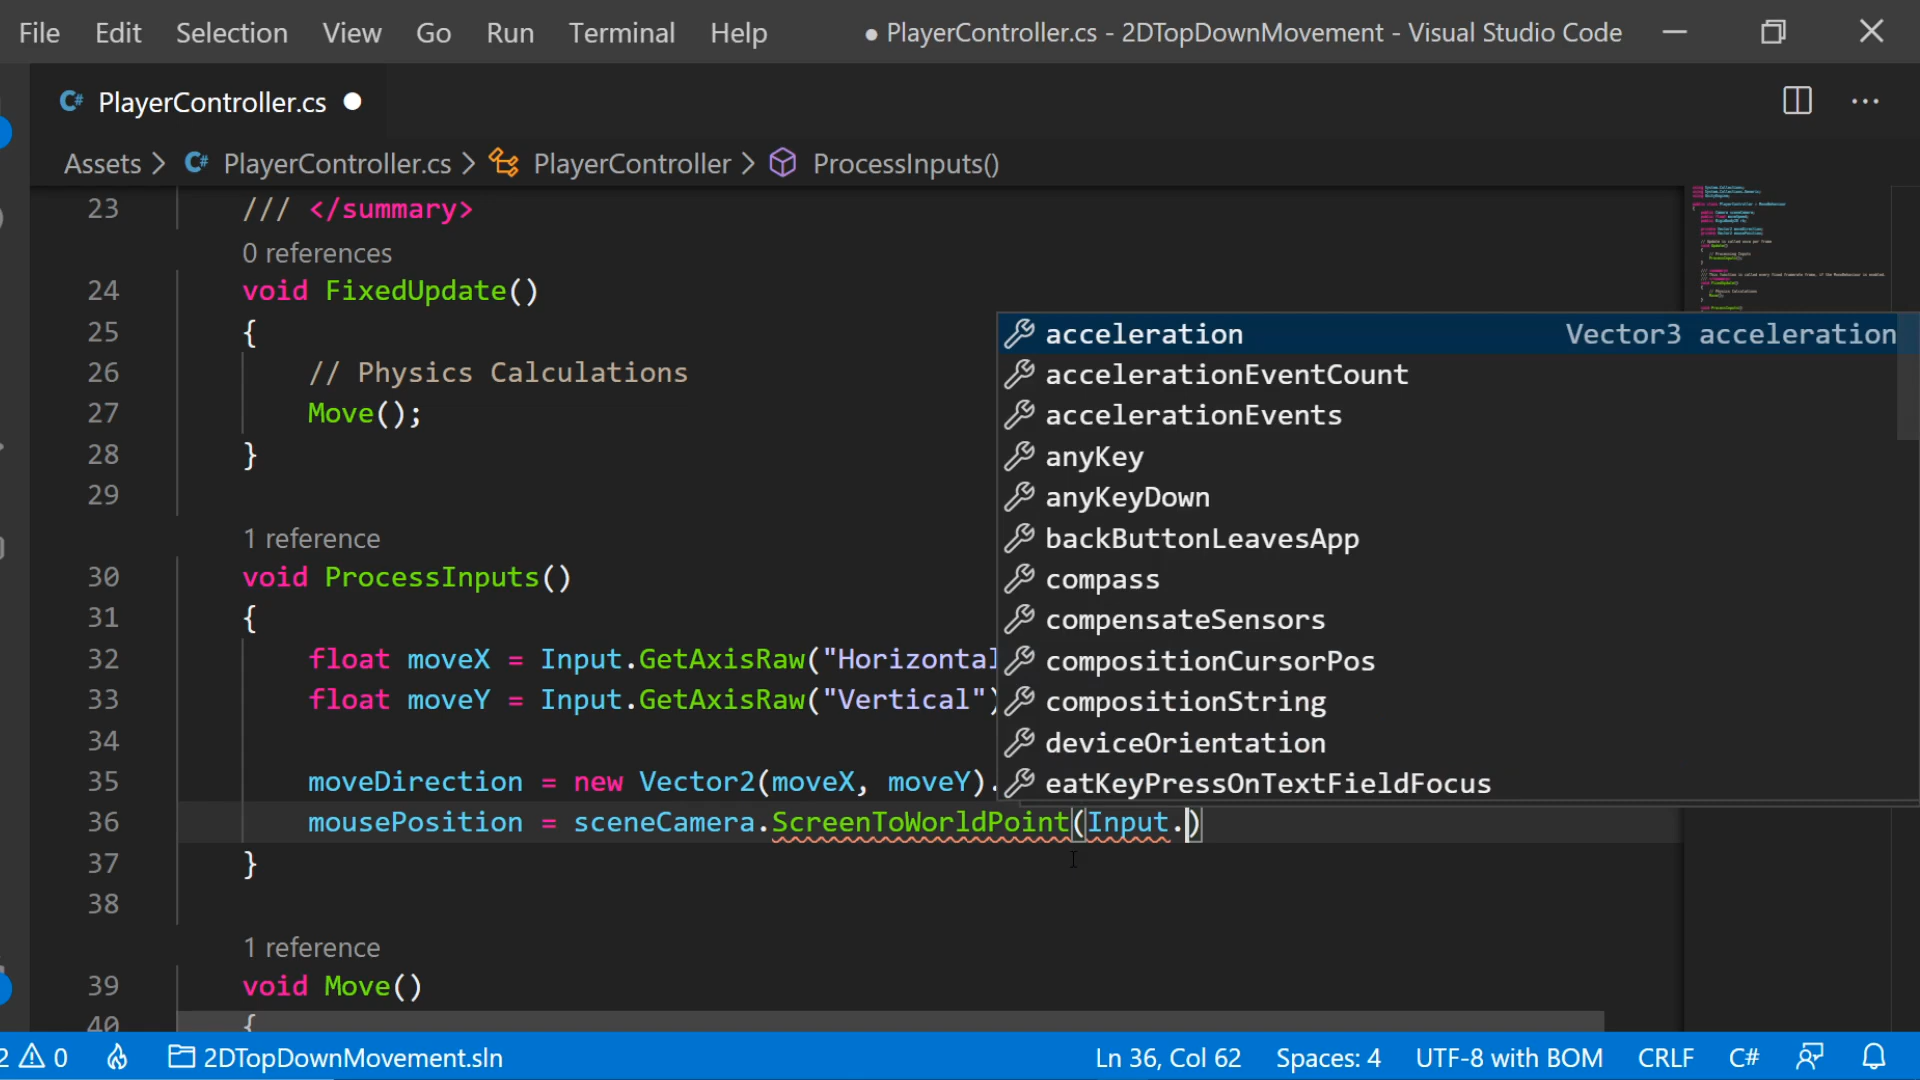 File Edit Selection View Go Run Terminal Help ● PlayerController.cs - 2DTopDownMovement - Visual Studio Code
C# PlayerController.cs ●
Assets > C# PlayerController.cs > PlayerController > ProcessInputs()
23 /// </summary>
0 references
24 void FixedUpdate()
25 {
26 // Physics Calculations
27 Move();
28 }
29
1 reference
30 void ProcessInputs()
31 {
32 float moveX = Input.GetAxisRaw("Horizontal
33 float moveY = Input.GetAxisRaw("Vertical")
34
35 moveDirection = new Vector2(moveX, moveY).
36 mousePosition = sceneCamera.ScreenToWorldPoint(Input.)
37 }
38
1 reference
39 void Move()
40 {
acceleration Vector3 acceleration
accelerationEventCount
accelerationEvents
anyKey
anyKeyDown
backButtonLeavesApp
compass
compensateSensors
compositionCursorPos
compositionString
deviceOrientation
eatKeyPressOnTextFieldFocus
2 0 2DTopDownMovement.sln Ln 36, Col 62 Spaces: 4 UTF-8 with BOM CRLF C#